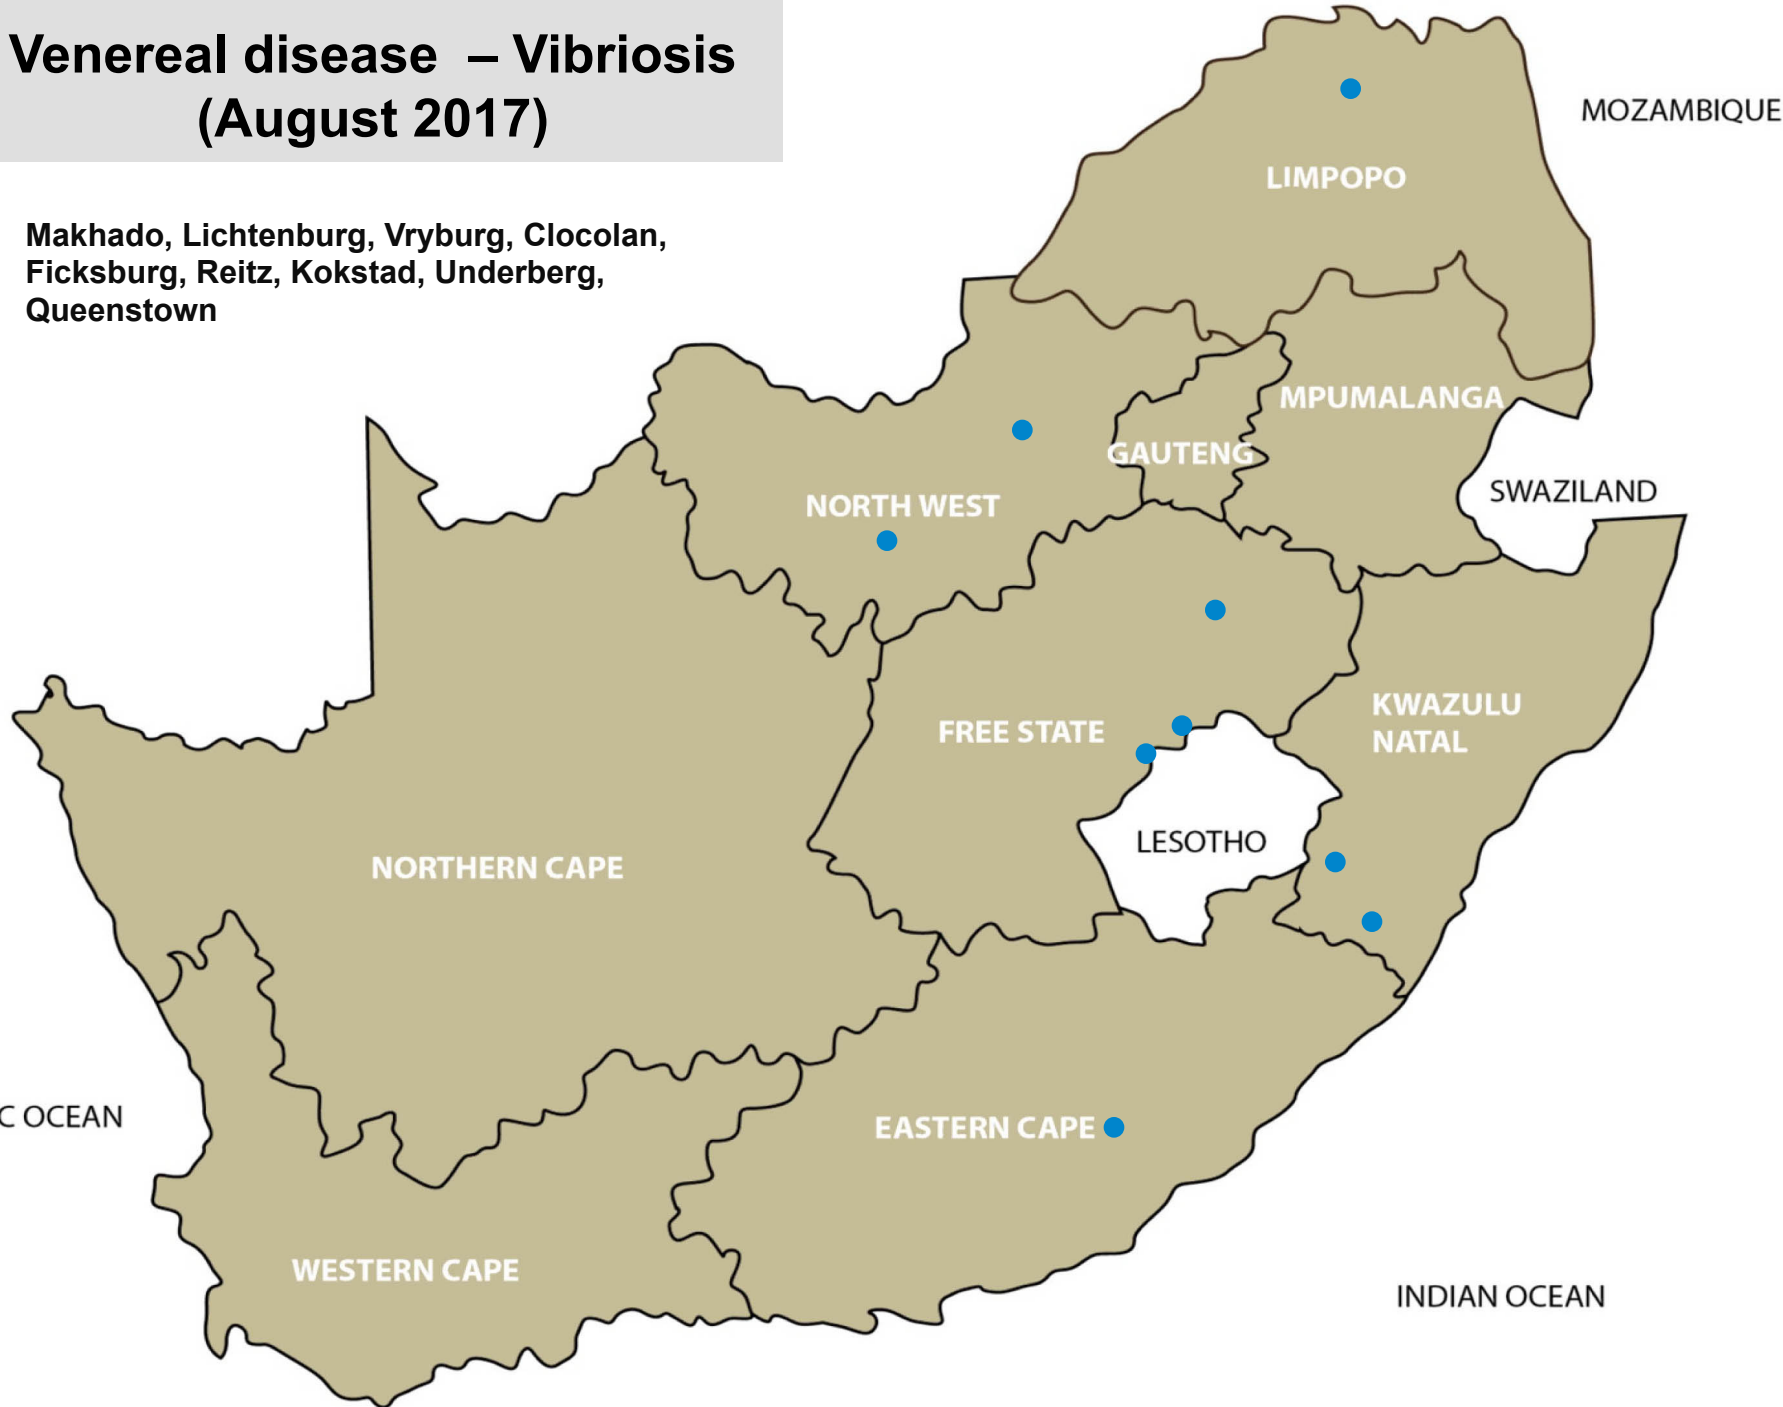 Venereal disease – Vibriosis
(August 2017)
Makhado, Lichtenburg, Vryburg, Clocolan,
Ficksburg, Reitz, Kokstad, Underberg,
Queenstown
MOZAMBIQUE
LIMPOPO
MPUMALANGA
GAUTENG
SWAZILAND
NORTH WEST
KWAZULU
NATAL
FREE STATE
LESOTHO
NORTHERN CAPE
C OCEAN
EASTERN CAPE
WESTERN CAPE
INDIAN OCEAN